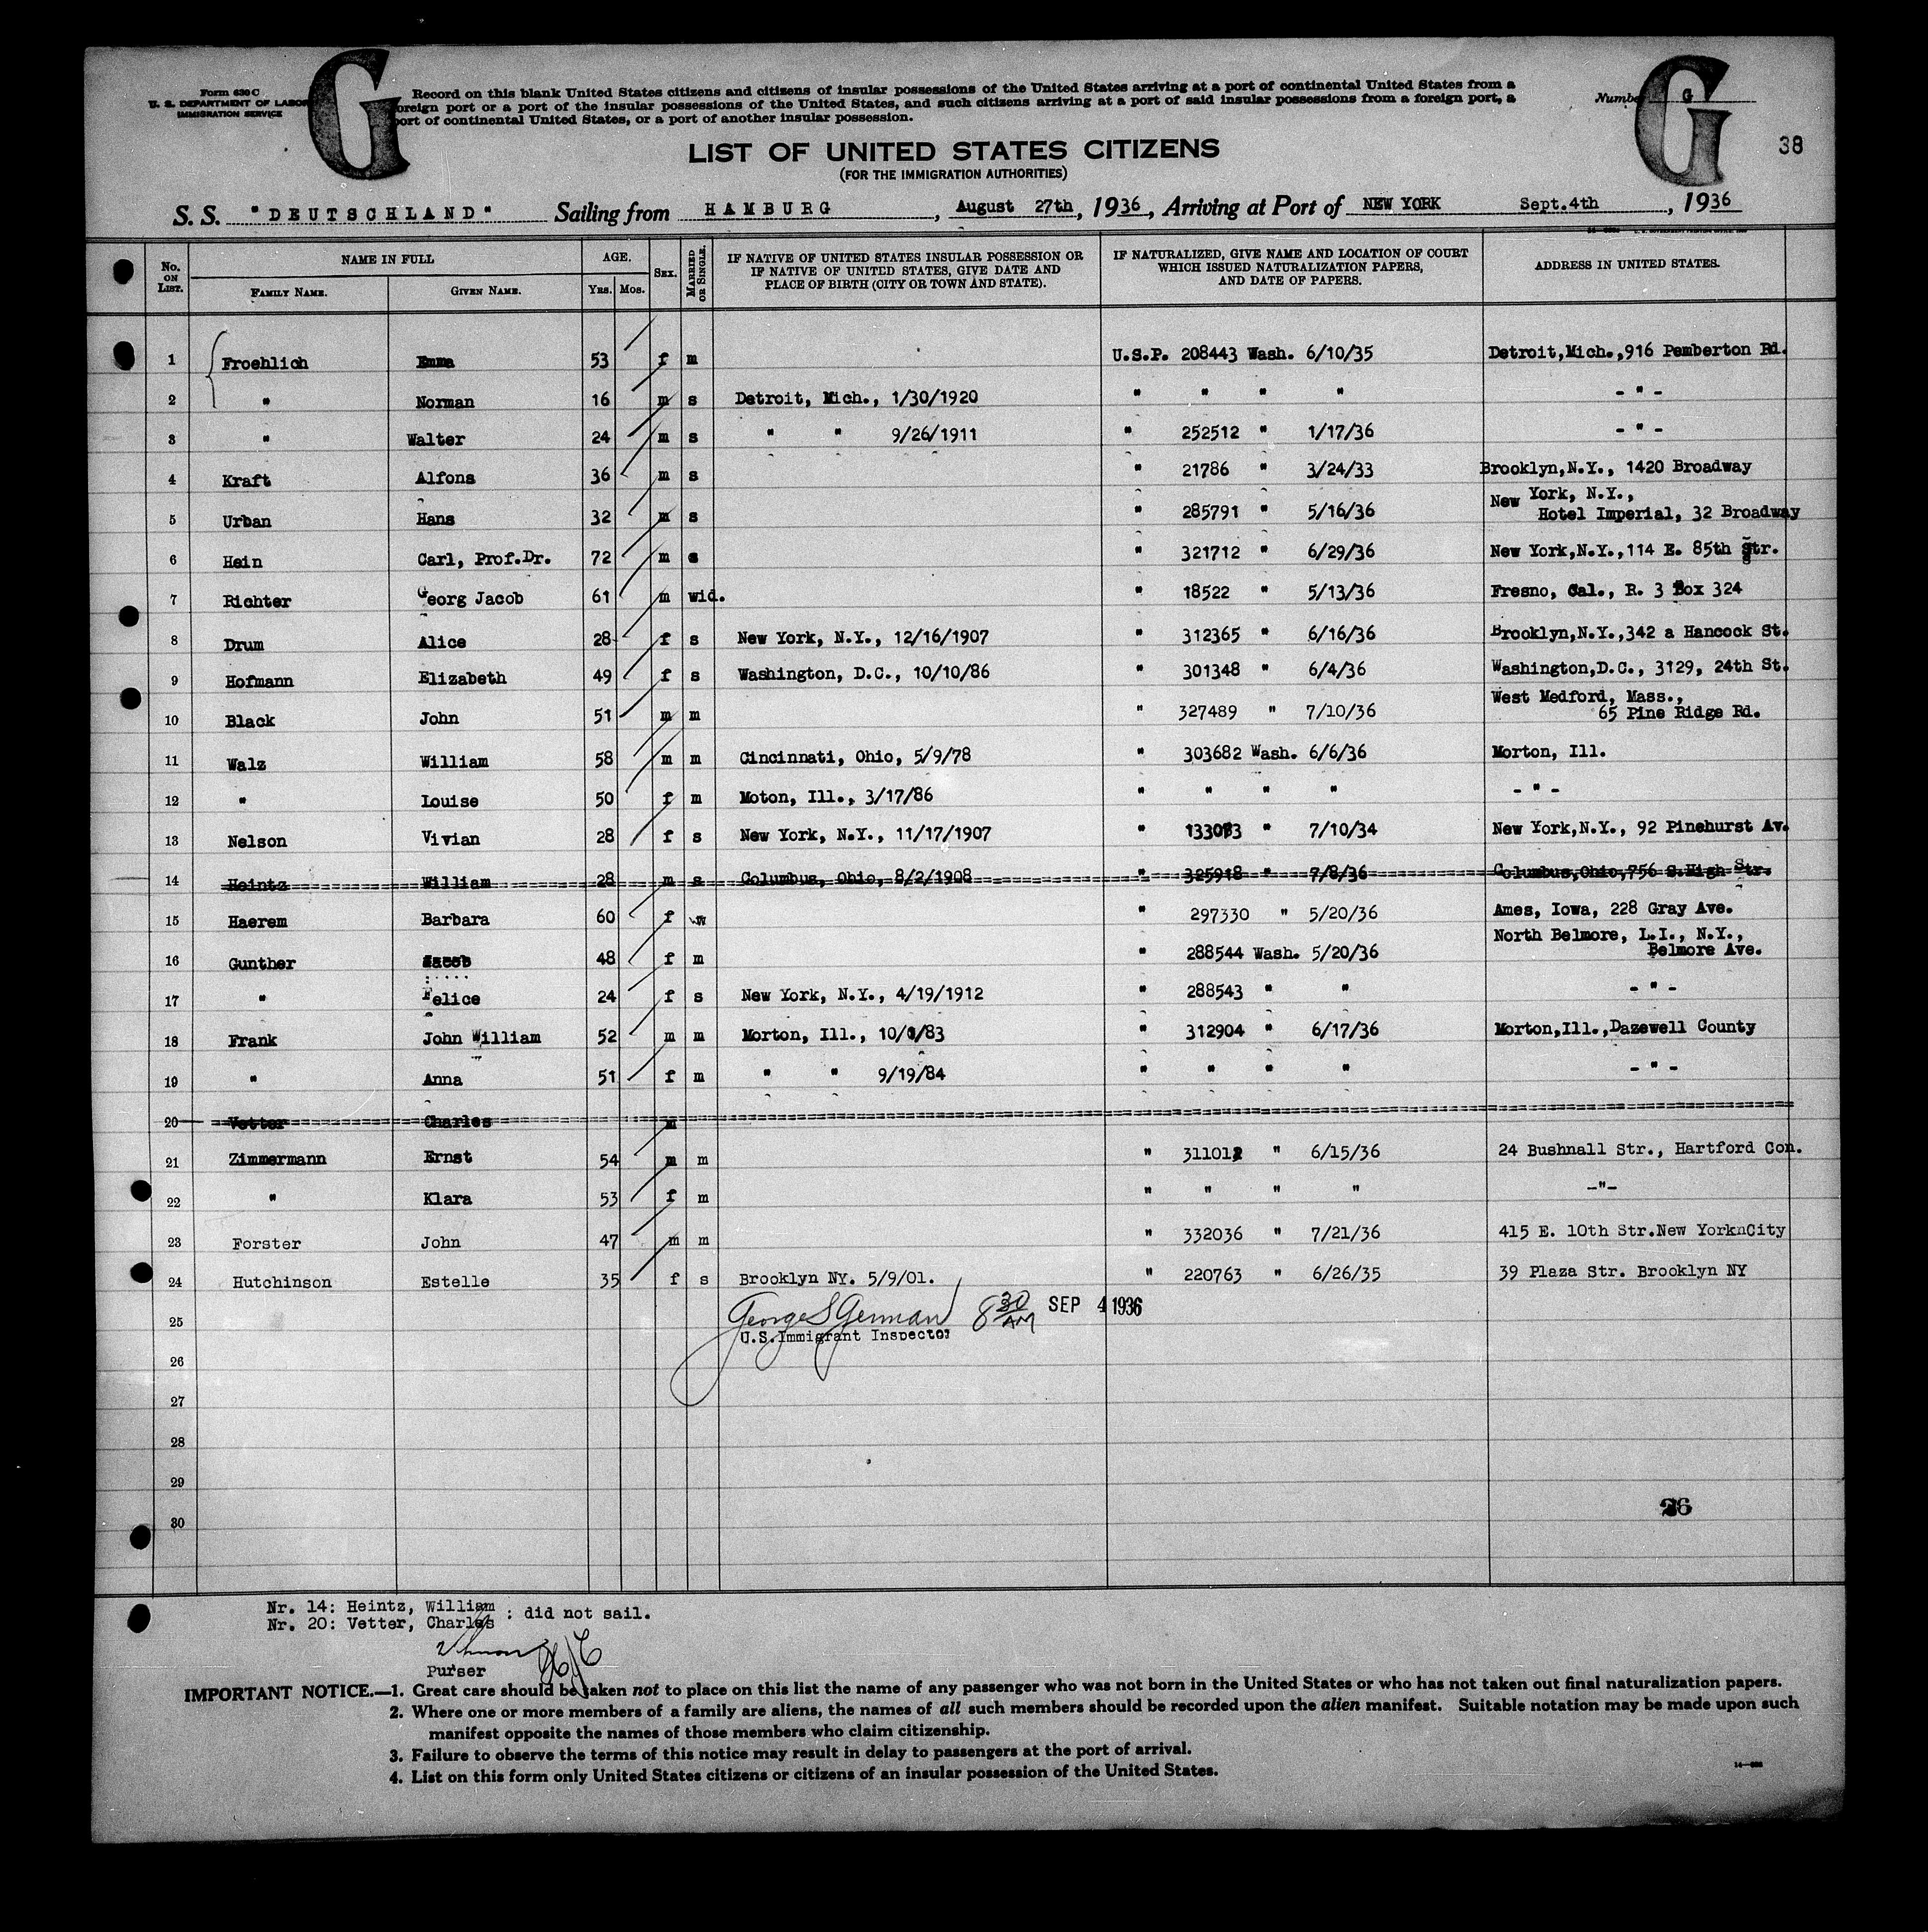 Form 630 C
U. S. DEPARTMENT OF LABOR
IMMIGRATION SERVICE
G
Record on this blank United States citizens and citizens of insular possessions of the United States arriving at a port of continental United States from a
oreign port or a port of the insular possessions of the United States, and such citizens arriving at a port of said insular possessions from a foreign port, a
port of continental United States, or a port of another insular possession.
Number G
G
38
LIST OF UNITED STATES CITIZENS
(FOR THE IMMIGRATION AUTHORITIES)
S. S. "DEUTSCHLAND" Sailing from HAMBURG, August 27th, 1936, Arriving at Port of NEW YORK Sept.4th, 1936
No. ON LIST. NAME IN FULL FAMILY NAME. GIVEN NAME. AGE. YRS. MOS. SEX. MARRIED OR SINGLE. IF NATIVE OF UNITED STATES INSULAR POSSESSION OR IF NATIVE OF UNITED STATES, GIVE DATE AND PLACE OF BIRTH (CITY OR TOWN AND STATE). IF NATURALIZED, GIVE NAME AND LOCATION OF COURT WHICH ISSUED NATURALIZATION PAPERS, AND DATE OF PAPERS. ADDRESS IN UNITED STATES.
1 Froehlich Emma 53 f m U.S.P. 208443 Wash. 6/10/35 Detroit,Mich.,916 Pemberton Rd.
2 " Norman 16 m s Detroit, Mich., 1/30/1920 " " " " - " -
3 " Walter 24 m s " " 9/26/1911 " 252512 " 1/17/36 - " -
4 Kraft Alfons 36 m s " 21786 " 3/24/33 Brooklyn,N.Y., 1420 Broadway
5 Urban Hans 32 m s " 285791 " 5/16/36 New York, N.Y.,
Hotel Imperial, 32 Broadway
6 Hein Carl, Prof.Dr. 72 m s " 321712 " 6/29/36 New York,N.Y.,114 E. 85th Str.
7 Richter Georg Jacob 61 m wid. " 18522 " 5/13/36 Fresno, Cal., R. 3 Box 324
8 Drum Alice 28 f s New York, N.Y., 12/16/1907 " 312365 " 6/16/36 Brooklyn,N.Y.,342 a Hancock St.
9 Hofmann Elizabeth 49 f s Washington, D.C., 10/10/86 " 301348 " 6/4/36 Washington,D.C., 3129, 24th St.
10 Black John 51 m m " 327489 " 7/10/36 West Medford, Mass.,
65 Pine Ridge Rd.
11 Walz William 58 m m Cincinnati, Ohio, 5/9/78 " 303682 Wash. 6/6/36 Morton, Ill.
12 " Louise 50 f m Moton, Ill., 3/17/86 " " " " - " -
13 Nelson Vivian 28 f s New York, N.Y., 11/17/1907 " " 7/10/34 New York,N.Y., 92 Pinehurst Av.
14 Heintz William 28 m s Columbus, Ohio, 8/2/1908 " 325918 " 7/8/36 Columbus,Ohio,756 S.High Str.
15 Haerem Barbara 60 f w " 297330 " 5/20/36 Ames, Iowa, 228 Gray Ave.
16 Gunther 48 f m " 288544 Wash. 5/20/36 North Belmore, L.I., N.Y.,
Belmore Ave.
17 " Felice 24 f s New York, N.Y., 4/19/1912 " 288543 " " - " -
18 Frank John William 52 m m Morton, Ill., " 312904 " 6/17/36 Morton,Ill.,Dazewell County
19 " Anna 51 f m " " 9/19/84 " " " " - " -
20 Vetter Charles m
21 Zimmermann Ernst 54 m m " 311012 " 6/15/36 24 Bushnall Str., Hartford Con.
22 " Klara 53 f m " " " " -"-
23 Forster John 47 m m " 332036 " 7/21/36 415 E. 10th Str.New YorknCity
24 Hutchinson Estelle 35 f s Brooklyn NY. 5/9/01. " 220763 " 6/26/35 39 Plaza Str. Brooklyn NY
25 George S German 8 30 AM SEP 4 1936
U.S.Immigrant Inspector
26
27
28
29
30
26
Nr. 14: Heintz, William
Nr. 20: Vetter, Charles : did not sail.
Purser
IMPORTANT NOTICE.—1. Great care should be taken not to place on this list the name of any passenger who was not born in the United States or who has not taken out final naturalization papers.
2. Where one or more members of a family are aliens, the names of all such members should be recorded upon the alien manifest. Suitable notation may be made upon such
manifest opposite the names of those members who claim citizenship.
3. Failure to observe the terms of this notice may result in delay to passengers at the port of arrival.
4. List on this form only United States citizens or citizens of an insular possession of the United States.